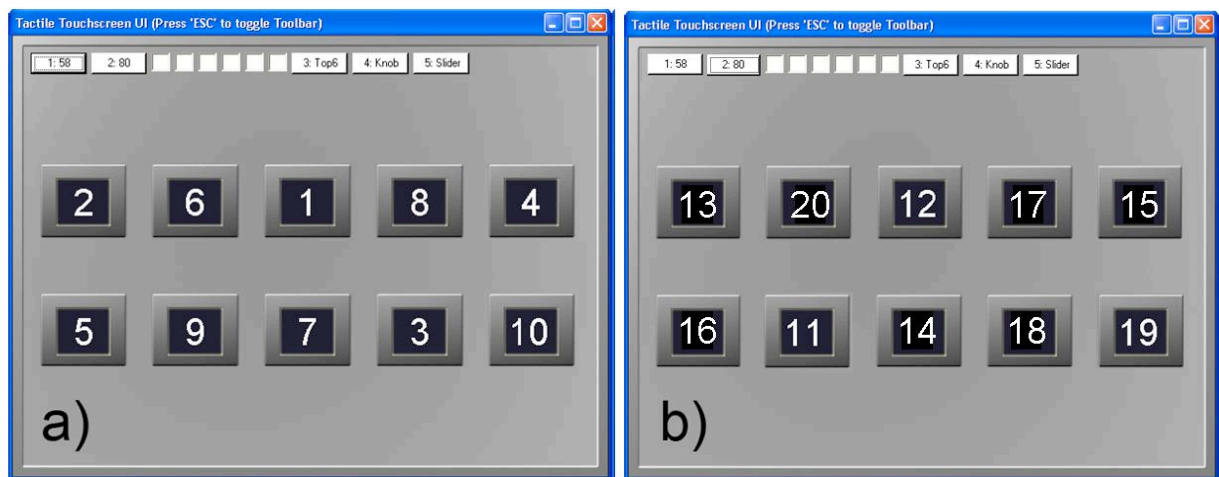 Tactile Touchscreen UI (Press 'ESC' to toggle Toolbar)
1: 58 2: 80 3: Top6 4: Knob 5: Slider
2 6 1 8 4
5 9 7 3 10
a)
Tactile Touchscreen UI (Press 'ESC' to toggle Toolbar)
1: 58 2: 80 3: Top6 4: Knob 5: Slider
13 20 12 17 15
16 11 14 18 19
b)